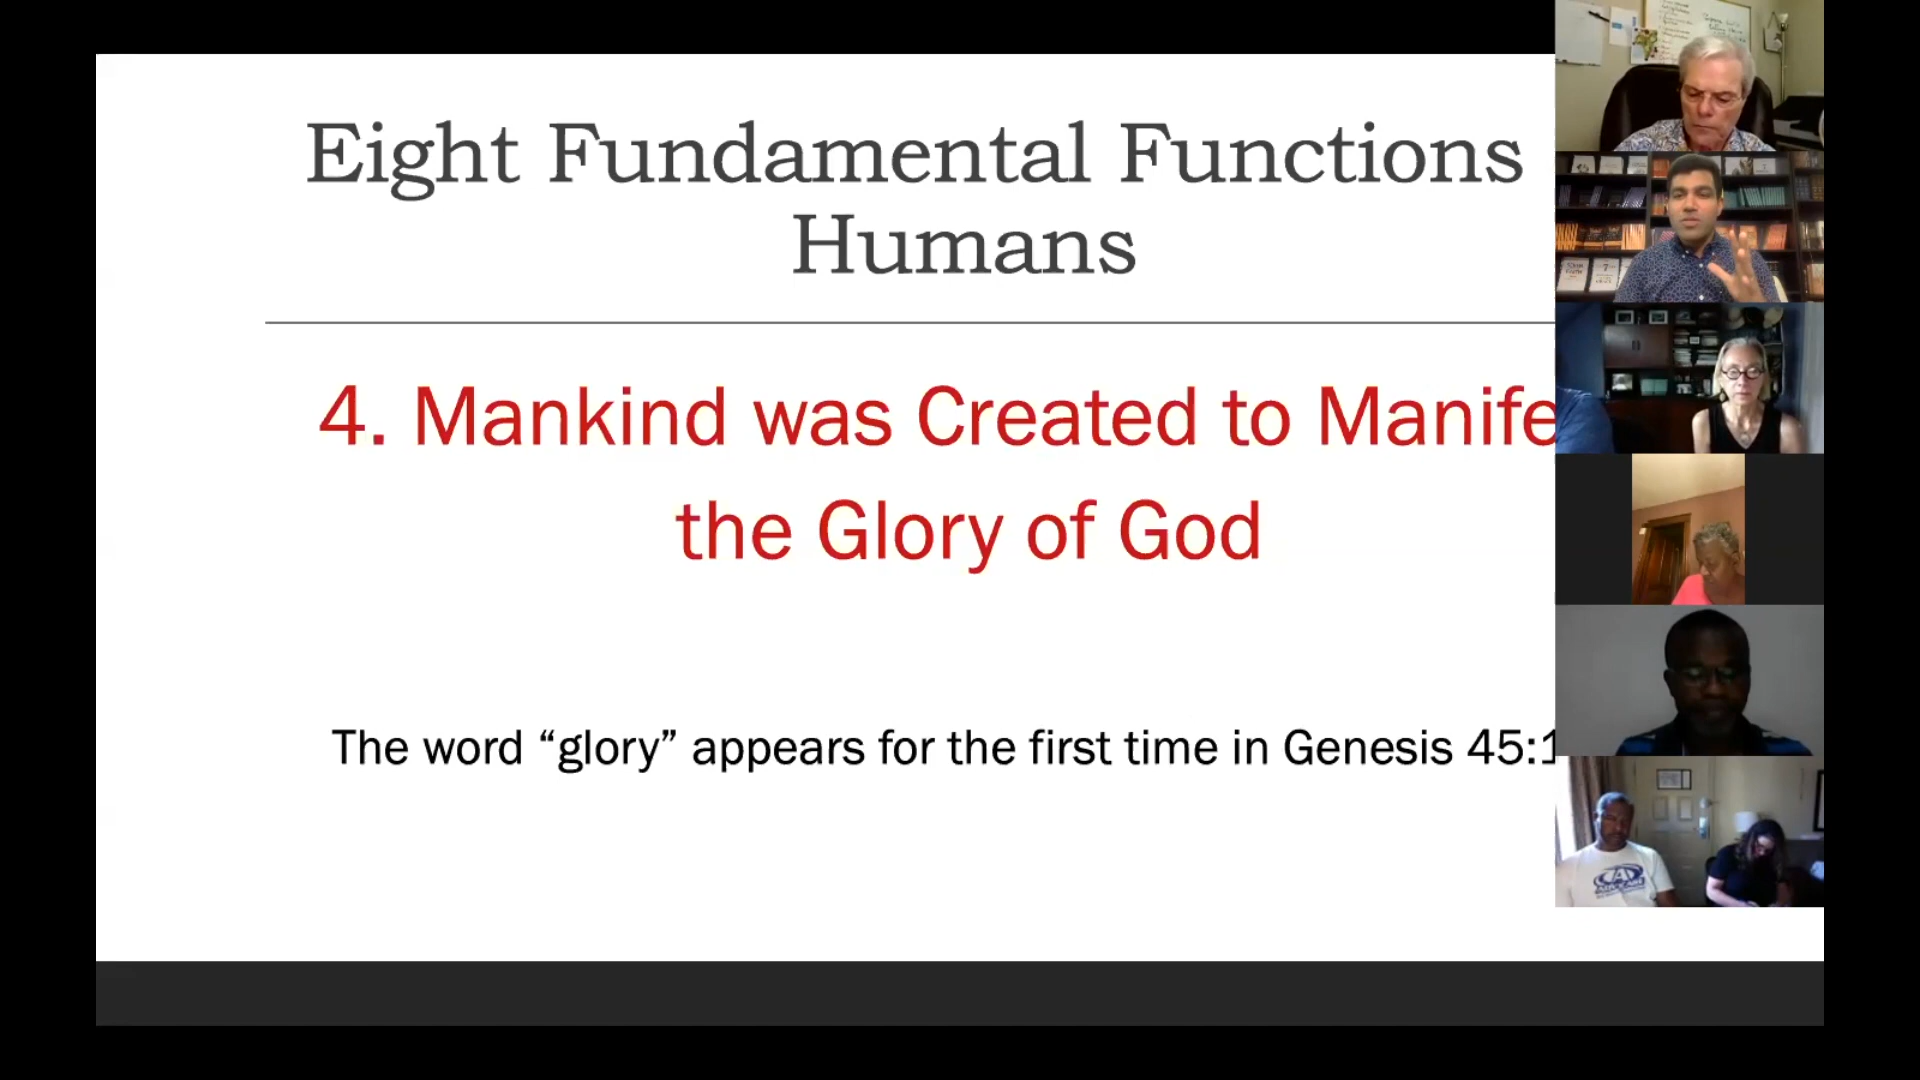 Eight Fundamental Functions
Humans
4. Mankind was Created to Manife
the Glory of God
The word “glory” appears for the first time in Genesis 45:1